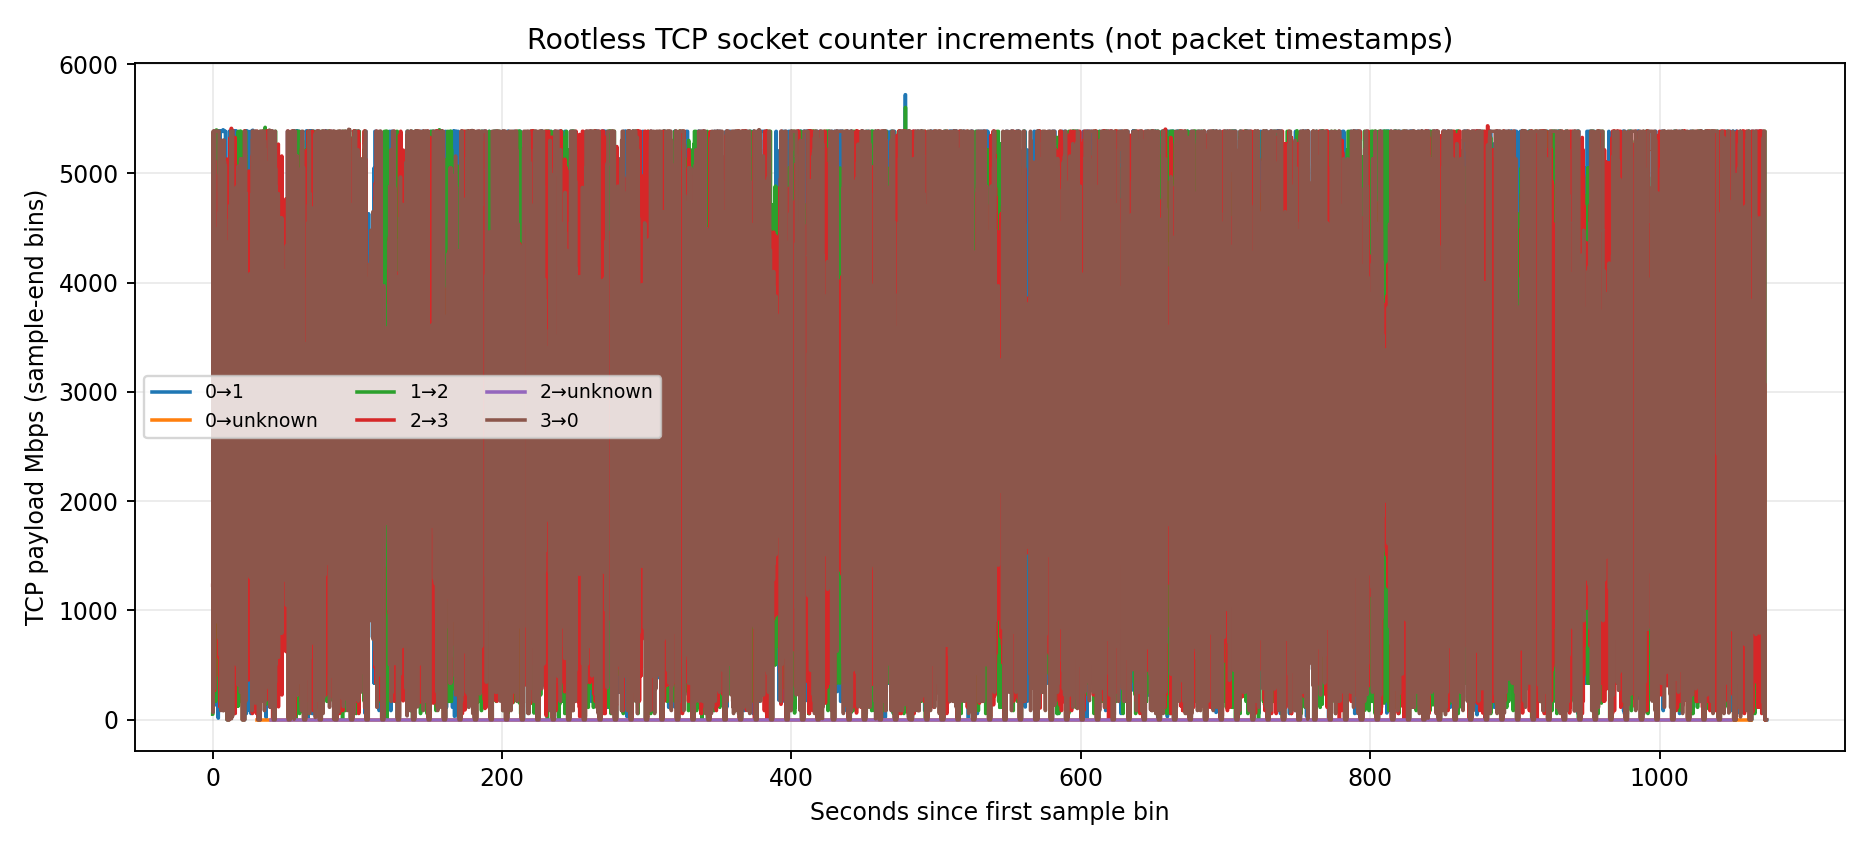 Rootless TCP socket counter increments (not packet timestamps)
TCP payload Mbps (sample-end bins)
6000
5000
4000
3000
2000
1000
0
0→1
0→unknown
1→2
2→3
2→unknown
3→0
0 200 400 600 800 1000
Seconds since first sample bin